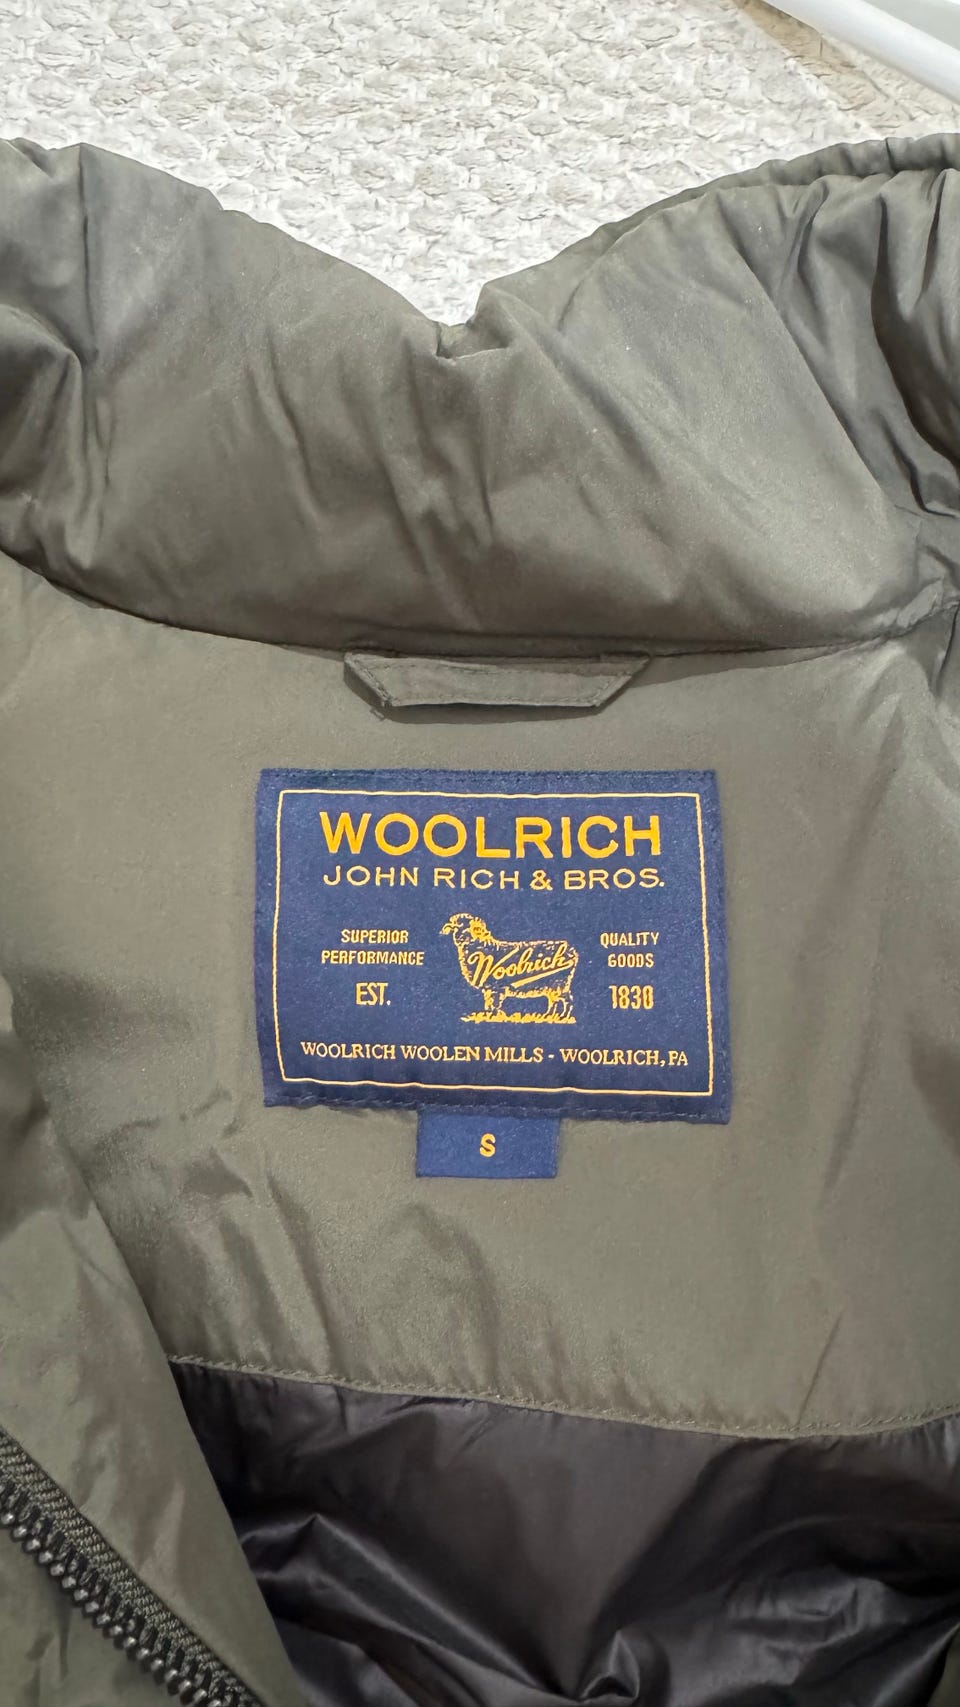 WOOLRICH
JOHN RICH & BROS.
SUPERIOR
PERFORMANCE
EST.
Woolrich
QUALITY
GOODS
1830
WOOLRICH WOOLEN MILLS - WOOLRICH, PA
S